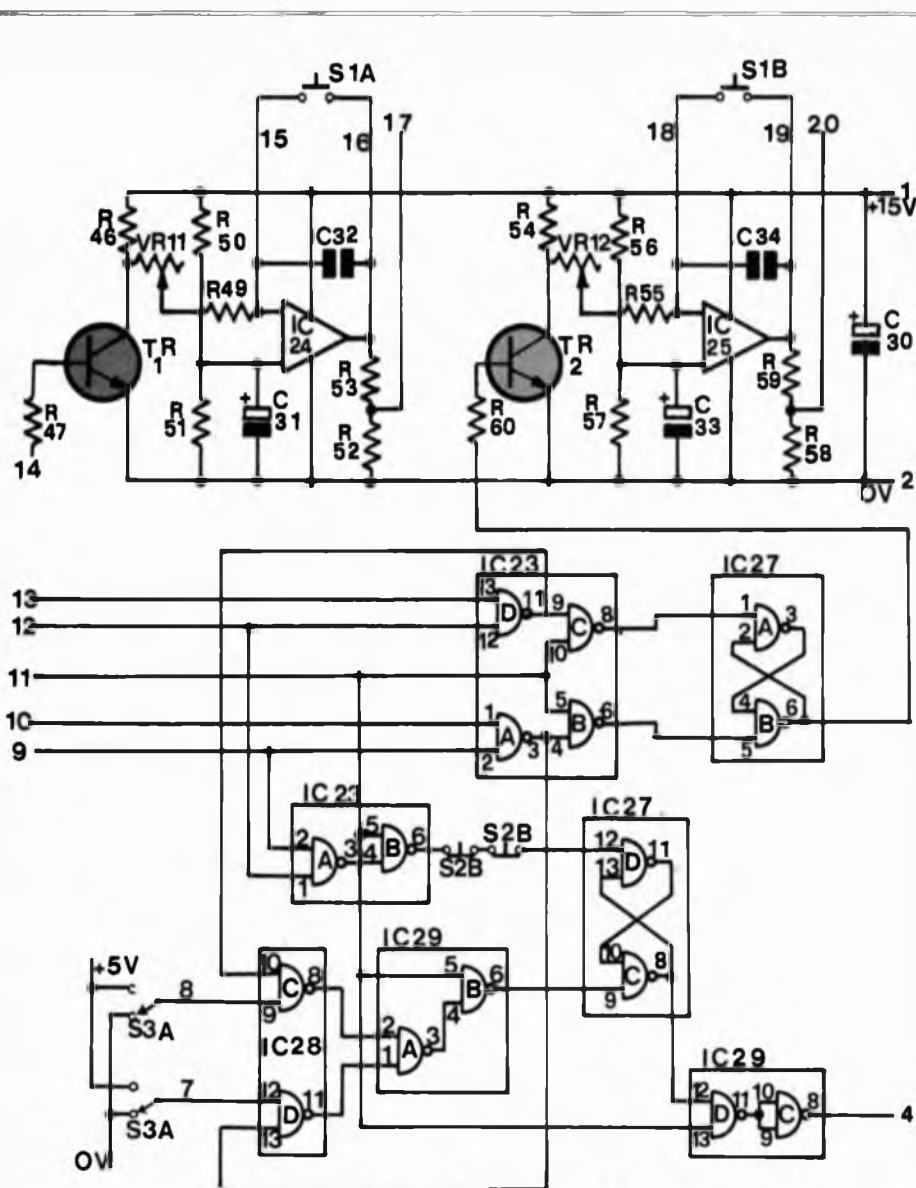 S1A
S1B
15
16
17
18
19
20
1
+15V
R
46
VR11
R
50
C32
R49
IC
24
TR
1
R
47
14
R
51
+
C
31
R
53
R
52
R
54
VR12
R
56
C34
R55
IC
25
TR
2
R
60
R
57
+
C
33
R
59
R
58
+
C
30
2
0V
IC23
IC27
13
12
11
10
9
13
D
11
12
9
C
8
10
1
A
3
2
5
B
6
4
1
A
3
2
4
B
6
5
IC23
2
A
3
1
5
B
6
4
S2B
S2B
IC27
12
D
11
13
10
C
8
9
+5V
8
S3A
7
S3A
0V
10
C
8
9
IC28
12
D
11
13
IC29
5
B
6
4
2
A
3
1
IC29
12
D
11
13
10
C
8
9
4